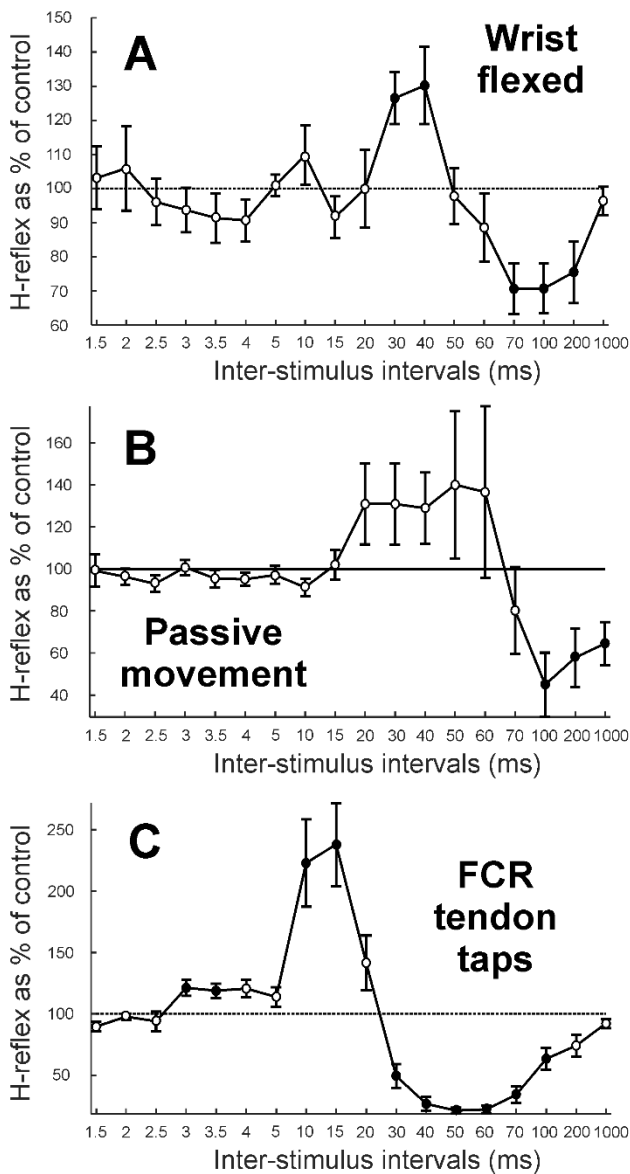 A
Wrist
flexed
H-reflex as % of control
150
140
130
120
110
100
90
80
70
60
1.5 2 2.5 3 3.5 4 5 10 15 20 30 40 50 60 70 100 200 1000
Inter-stimulus intervals (ms)
B
H-reflex as % of control
160
140
120
100
80
60
40
Passive
movement
1.5 2 2.5 3 3.5 4 5 10 15 20 30 40 50 60 70 100 200 1000
Inter-stimulus intervals (ms)
C
H-reflex as % of control
250
200
150
100
50
FCR
tendon
taps
1.5 2 2.5 3 3.5 4 5 10 15 20 30 40 50 60 70 100 200 1000
Inter-stimulus intervals (ms)